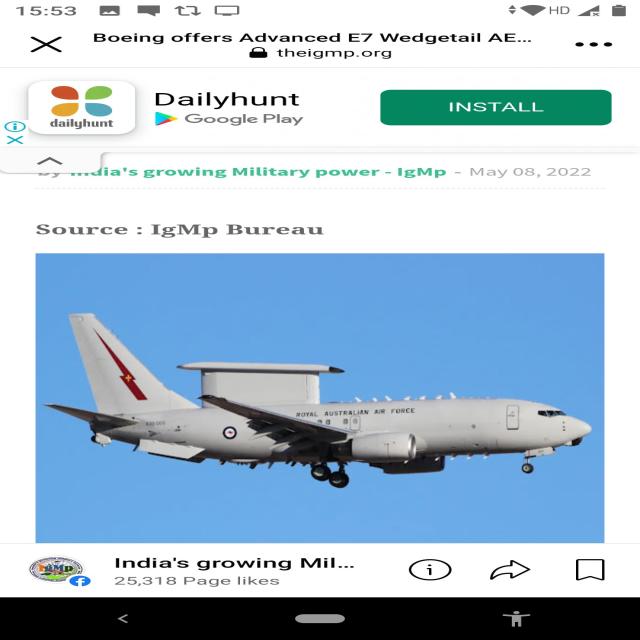 15:53
HD
Boeing offers Advanced E7 Wedgetail AE...
theigmp.org
Dailyhunt
dailyhunt
Google Play
INSTALL
by India's growing Military power - IgMp - May 08, 2022
Source : IgMp Bureau
ROYAL AUSTRALIAN AIR FORCE
IgMp
India's growing Mil...
25,318 Page likes